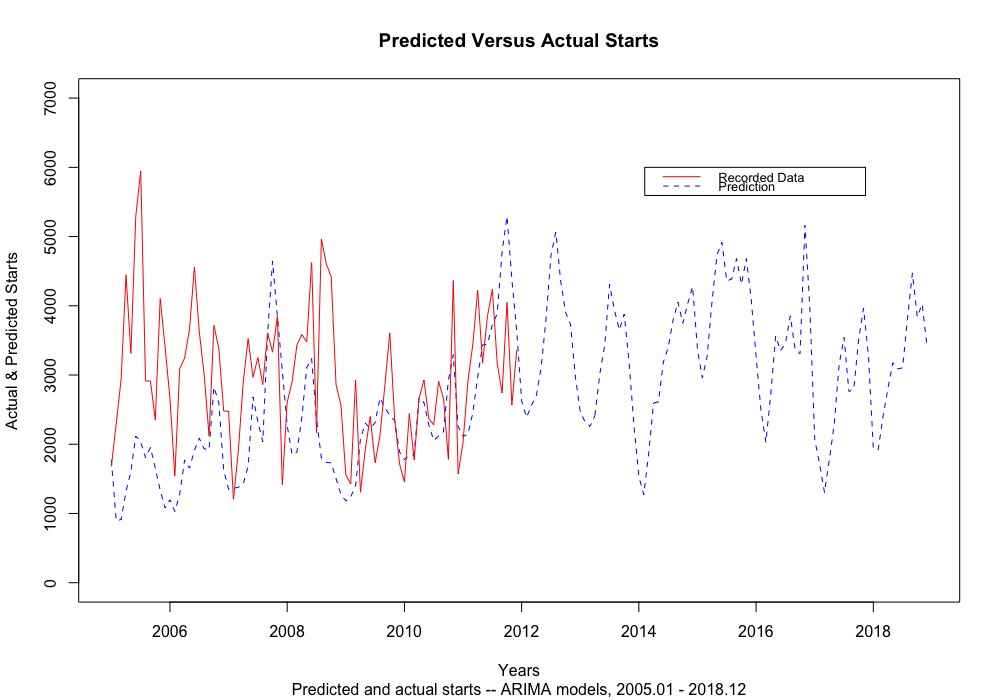 Predicted Versus Actual Starts
Actual & Predicted Starts
7000
6000
5000
4000
3000
2000
1000
0
Recorded Data
Prediction
2006 2008 2010 2012 2014 2016 2018
Years
Predicted and actual starts -- ARIMA models, 2005.01 - 2018.12